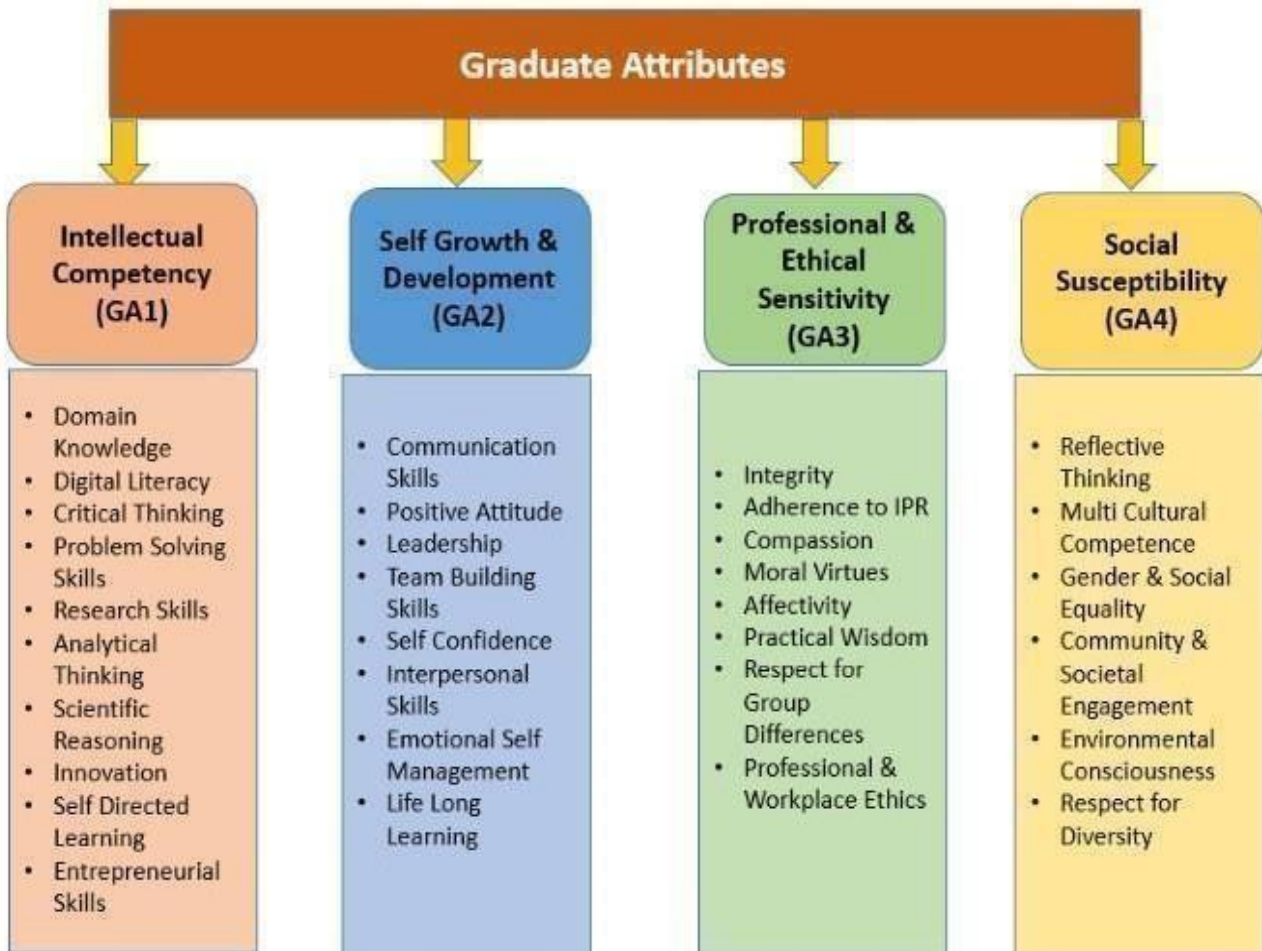 Graduate Attributes
Intellectual
Competency
(GA1)
• Domain
Knowledge
• Digital Literacy
• Critical Thinking
• Problem Solving
Skills
• Research Skills
• Analytical
Thinking
• Scientific
Reasoning
• Innovation
• Self Directed
Learning
• Entrepreneurial
Skills
Self Growth &
Development
(GA2)
• Communication
Skills
• Positive Attitude
• Leadership
• Team Building
Skills
• Self Confidence
• Interpersonal
Skills
• Emotional Self
Management
• Life Long
Learning
Professional &
Ethical
Sensitivity
(GA3)
• Integrity
• Adherence to IPR
• Compassion
• Moral Virtues
• Affectivity
• Practical Wisdom
• Respect for
Group
Differences
• Professional &
Workplace Ethics
Social
Susceptibility
(GA4)
• Reflective
Thinking
• Multi Cultural
Competence
• Gender & Social
Equality
• Community &
Societal
Engagement
• Environmental
Consciousness
• Respect for
Diversity